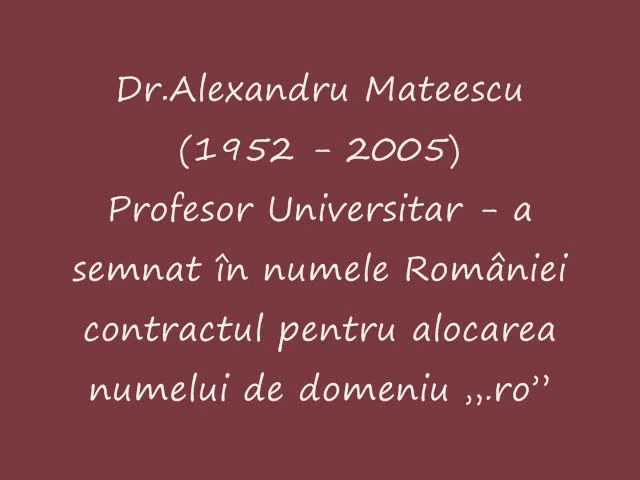 Dr.Alexandru Mateescu
(1952 - 2005)
Profesor Universitar - a
semnat în numele României
contractul pentru alocarea
numelui de domeniu „.ro”